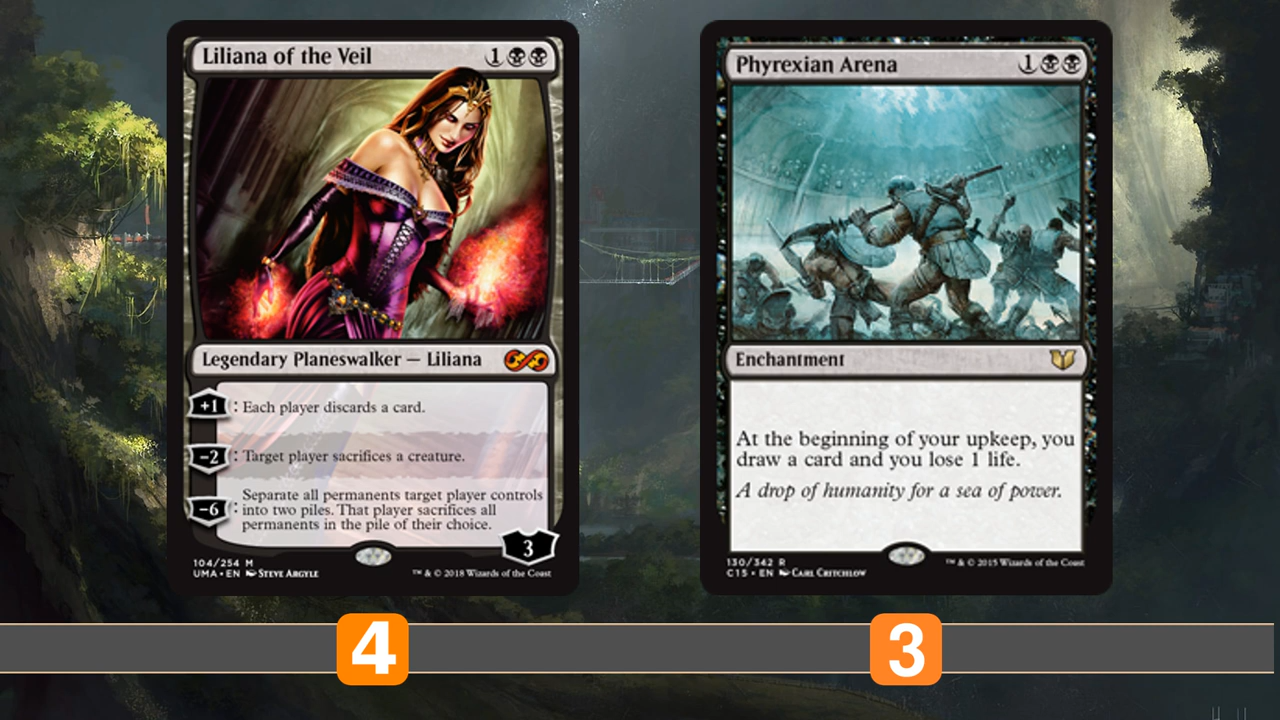 Liliana of the Veil 1
Legendary Planeswalker — Liliana
+1 : Each player discards a card.
−2 : Target player sacrifices a creature.
−6 : Separate all permanents target player controls
into two piles. That player sacrifices all
permanents in the pile of their choice.
3
104/254 M
UMA • EN Steve Argyle ™ & © 2018 Wizards of the Coast
4
Phyrexian Arena 1
Enchantment
At the beginning of your upkeep, you
draw a card and you lose 1 life.
A drop of humanity for a sea of power.
130/342 R ™ & © 2015 Wizards of the Coast
C15 • EN Carl Critchlow
3